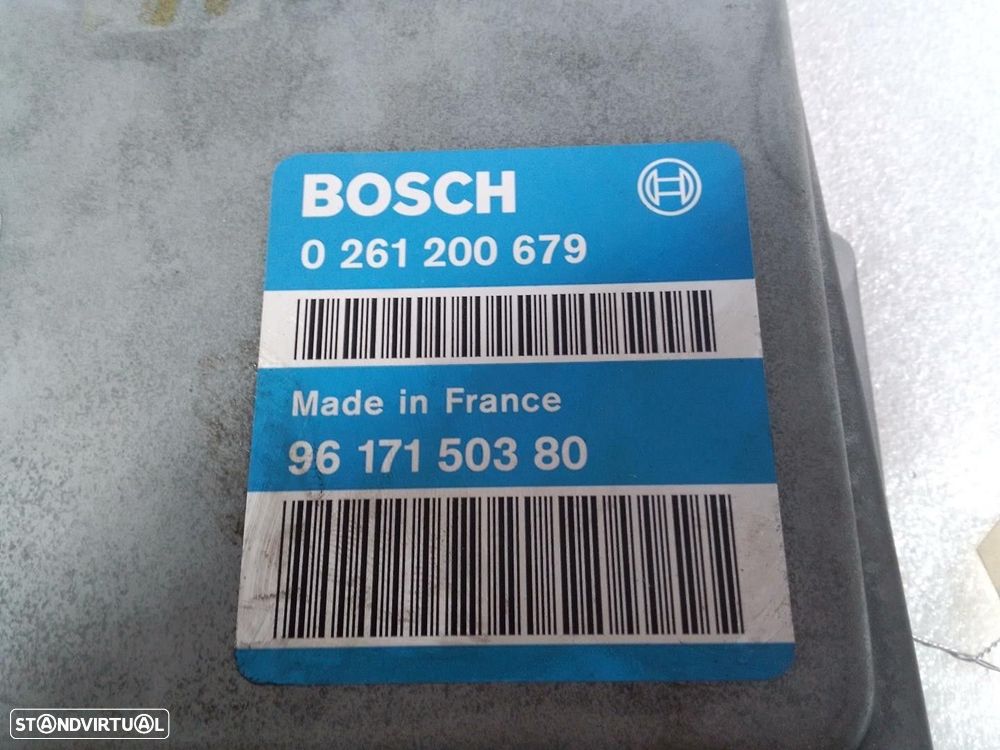 BOSCH
0 261 200 679
Made in France
96 171 503 80
STANDVIRTUAL